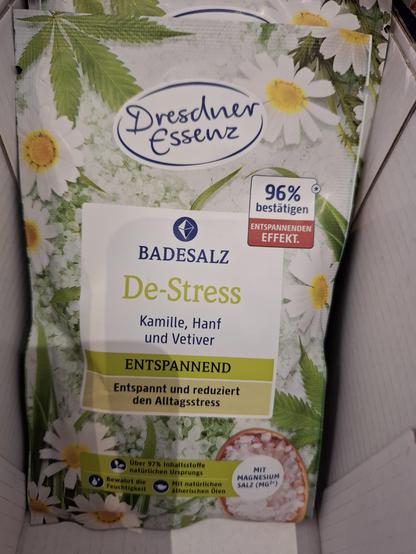 Dresdner
Essenz
96%*
bestätigen
ENTSPANNENDEN
EFFEKT.
BADESALZ
De-Stress
Kamille, Hanf
und Vetiver
ENTSPANNEND
Entspannt und reduziert
den Alltagsstress
Über 97% Inhaltsstoffe
natürlichen Ursprungs
Bewahrt die
Feuchtigkeit
Mit natürlichen
ätherischen Ölen
MIT
MAGNESIUM
SALZ (MG²⁺)